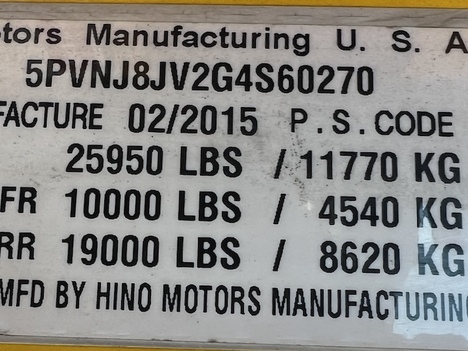 otors Manufacturing U. S. A
5PVNJ8JV2G4S60270
FACTURE 02/2015 P.S.CODE
25950 LBS / 11770 KG
FR 10000 LBS / 4540 KG
RR 19000 LBS / 8620 KG
MFD BY HINO MOTORS MANUFACTURING